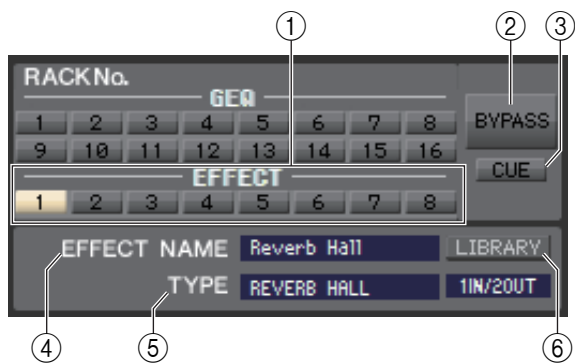 ① ② ③
RACK No.
GEQ
1 2 3 4 5 6 7 8 BYPASS
9 10 11 12 13 14 15 16
EFFECT CUE
1 2 3 4 5 6 7 8
EFFECT NAME Reverb Hall LIBRARY
TYPE REVERB HALL 1IN/2OUT
④ ⑤ ⑥